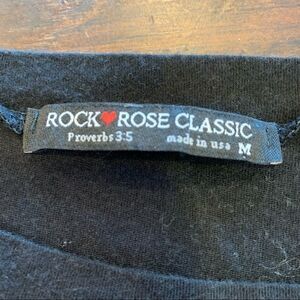 ROCK❤ROSE CLASSIC
Proverbs 3:5 made in usa M